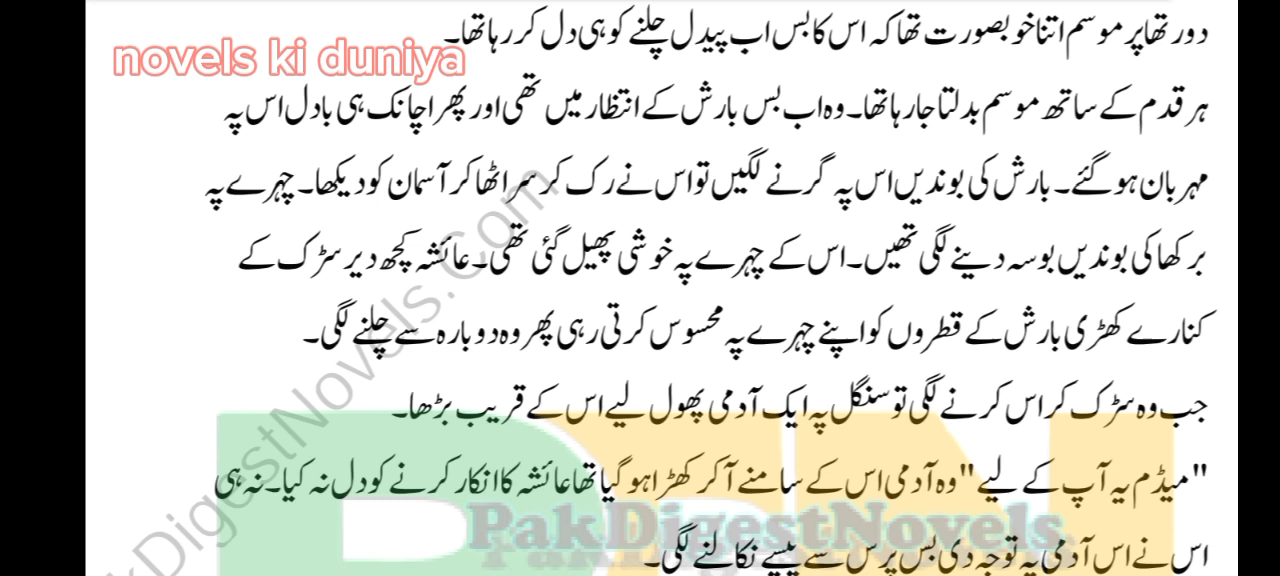 دور تھا پر موسم اتنا خوبصورت تھا کہ اس کا بس اب پیدل چلنے کو ہی دل کر رہا تھا۔
novels ki duniya
ہر قدم کے ساتھ موسم بدلتا جا رہا تھا۔ وہ اب بس بارش کے انتظار میں تھی اور پھر اچانک ہی بادل اس پہ
مہربان ہو گئے۔ بارش کی بوندیں اس پہ گرنے لگیں تو اس نے رک کر سر اٹھا کر آسمان کو دیکھا۔ چہرے پہ
برکھا کی بوندیں بوسہ دینے لگی تھیں۔ اس کے چہرے پہ خوشی پھیل گئی تھی۔ عائشہ کچھ دیر سڑک کے
کنارے کھڑی بارش کے قطروں کو اپنے چہرے پہ محسوس کرتی رہی پھر وہ دوبارہ سے چلنے لگی۔
جب وہ سڑک کراس کرنے لگی تو سنگل پہ ایک آدمی پھول لیے اس کے قریب بڑھا۔
"میڈم یہ آپ کے لیے" وہ آدمی اس کے سامنے آ کر کھڑا ہو گیا تھا عائشہ کا انکار کرنے کو دل نہ کیا۔ نہ ہی
اس نے اس آدمی پہ توجہ دی بس پرس سے پیسے نکالنے لگی۔
PakDigestNovels.
kDigestNovels.Com